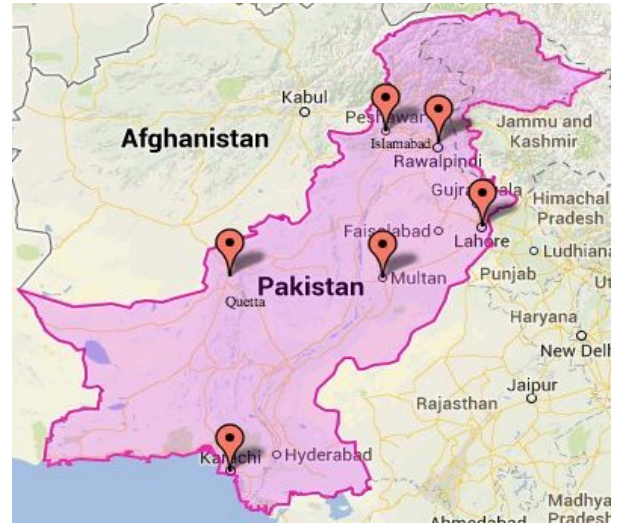 Kabul
Peshawar
Afghanistan
Islamabad
Rawalpindi
Jammu and
Kashmir
Himachal
Pradesh
Faisalabad
Lahore
Ludhiana
Multan
Punjab
Pakistan
Quetta
Haryana
New Delh
Jaipur
Rajasthan
Karachi
Hyderabad
Madhya
Pradesh
Ahmedabad